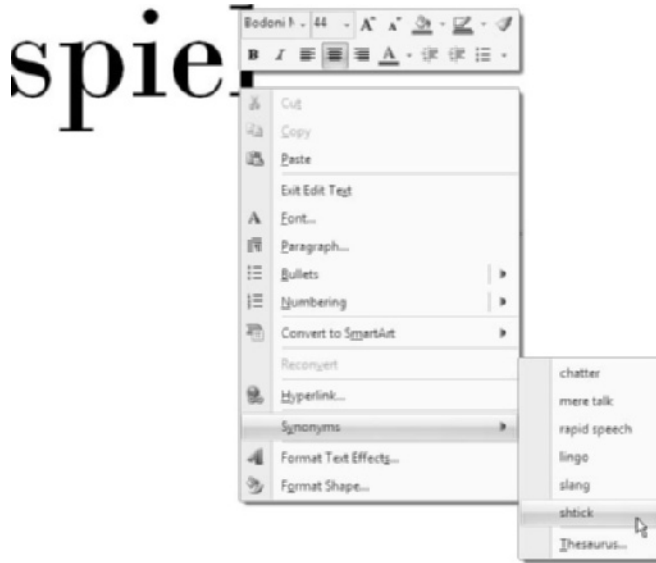 spiel
Bodoni M 44 A A
B I A
Cut
Copy
Paste
Exit Edit Text
A Font...
Paragraph...
Bullets
Numbering
Convert to SmartArt
Reconvert
Hyperlink...
Synonyms
Format Text Effects...
Format Shape...
chatter
mere talk
rapid speech
lingo
slang
shtick
Thesaurus...